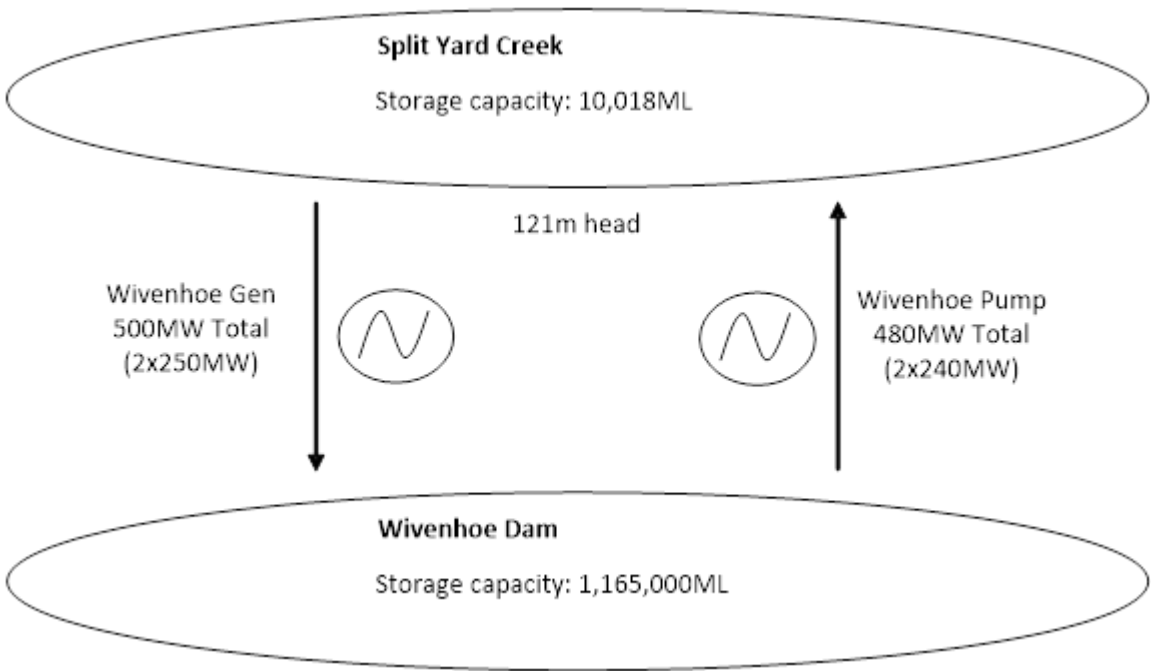 Split Yard Creek
Storage capacity: 10,018ML
121m head
Wivenhoe Gen
500MW Total
(2x250MW)
Wivenhoe Pump
480MW Total
(2x240MW)
Wivenhoe Dam
Storage capacity: 1,165,000ML